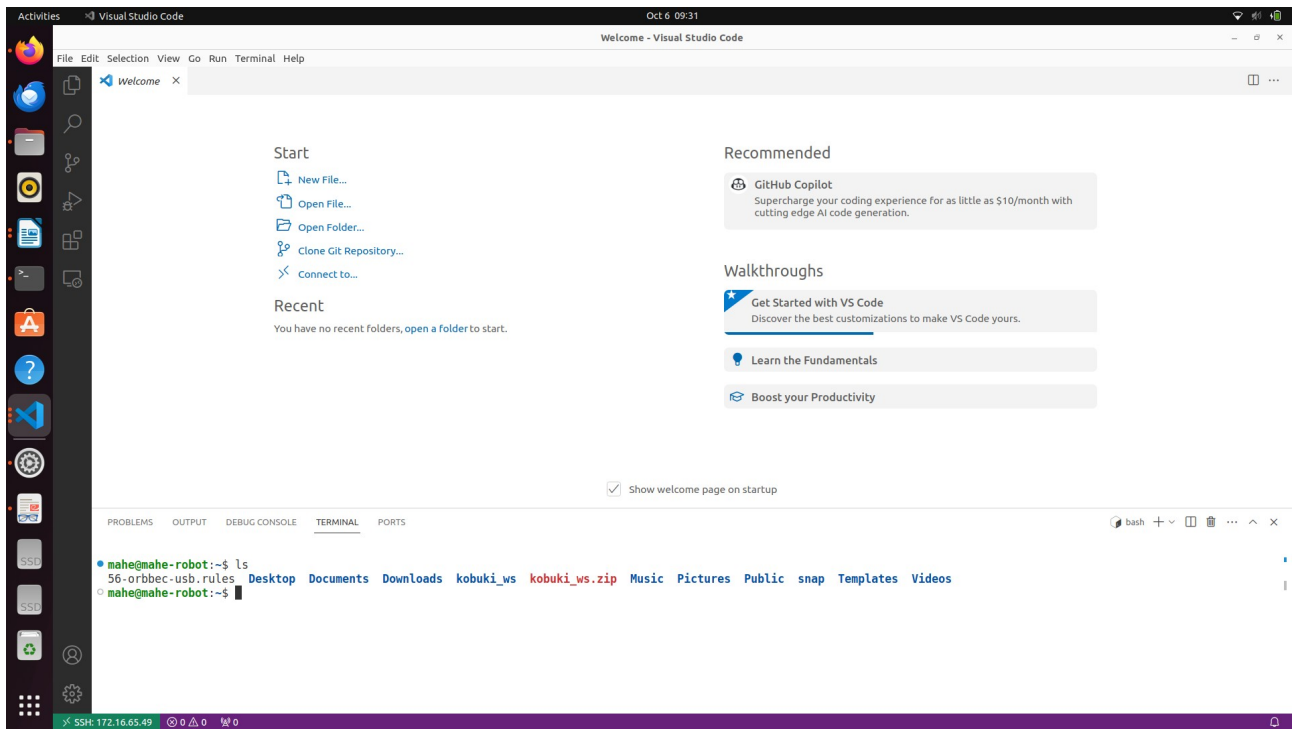 Activities Visual Studio Code Oct 6 09:31
Welcome - Visual Studio Code
File Edit Selection View Go Run Terminal Help
Welcome
Start
New File...
Open File...
Open Folder...
Clone Git Repository...
Connect to...
Recent
You have no recent folders, open a folder to start.
Recommended
GitHub Copilot
Supercharge your coding experience for as little as $10/month with
cutting edge AI code generation.
Walkthroughs
Get Started with VS Code
Discover the best customizations to make VS Code yours.
Learn the Fundamentals
Boost your Productivity
Show welcome page on startup
PROBLEMS OUTPUT DEBUG CONSOLE TERMINAL PORTS
bash
mahe@mahe-robot:~$ ls
56-orbbec-usb.rules Desktop Documents Downloads kobuki_ws kobuki_ws.zip Music Pictures Public snap Templates Videos
mahe@mahe-robot:~$
SSD
SSD
SSH: 172.16.65.49 0 0 0